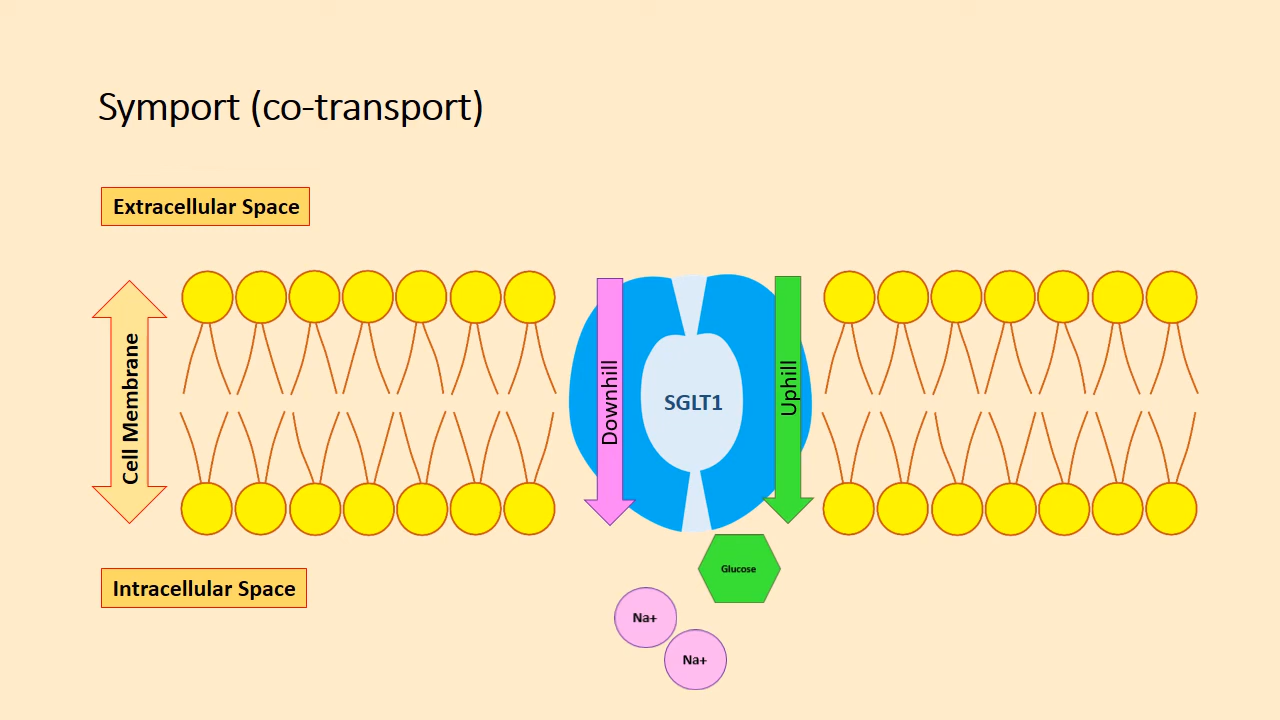 Symport (co-transport)
Extracellular Space
Cell Membrane
Downhill
SGLT1
Uphill
Intracellular Space
Glucose
Na+
Na+